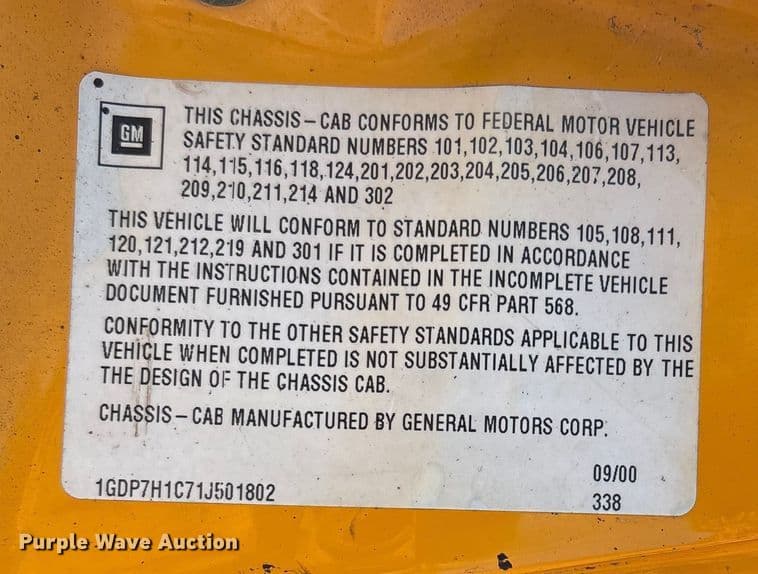 GM
THIS CHASSIS-CAB CONFORMS TO FEDERAL MOTOR VEHICLE
SAFETY STANDARD NUMBERS 101,102,103,104,106,107,113,
114,115,116,118,124,201,202,203,204,205,206,207,208,
209,210,211,214 AND 302
THIS VEHICLE WILL CONFORM TO STANDARD NUMBERS 105,108,111,
120,121,212,219 AND 301 IF IT IS COMPLETED IN ACCORDANCE
WITH THE INSTRUCTIONS CONTAINED IN THE INCOMPLETE VEHICLE
DOCUMENT FURNISHED PURSUANT TO 49 CFR PART 568.
CONFORMITY TO THE OTHER SAFETY STANDARDS APPLICABLE TO THIS
VEHICLE WHEN COMPLETED IS NOT SUBSTANTIALLY AFFECTED BY THE
THE DESIGN OF THE CHASSIS CAB.
CHASSIS-CAB MANUFACTURED BY GENERAL MOTORS CORP.
09/00
1GDP7H1C71J501802
338
Purple Wave Auction